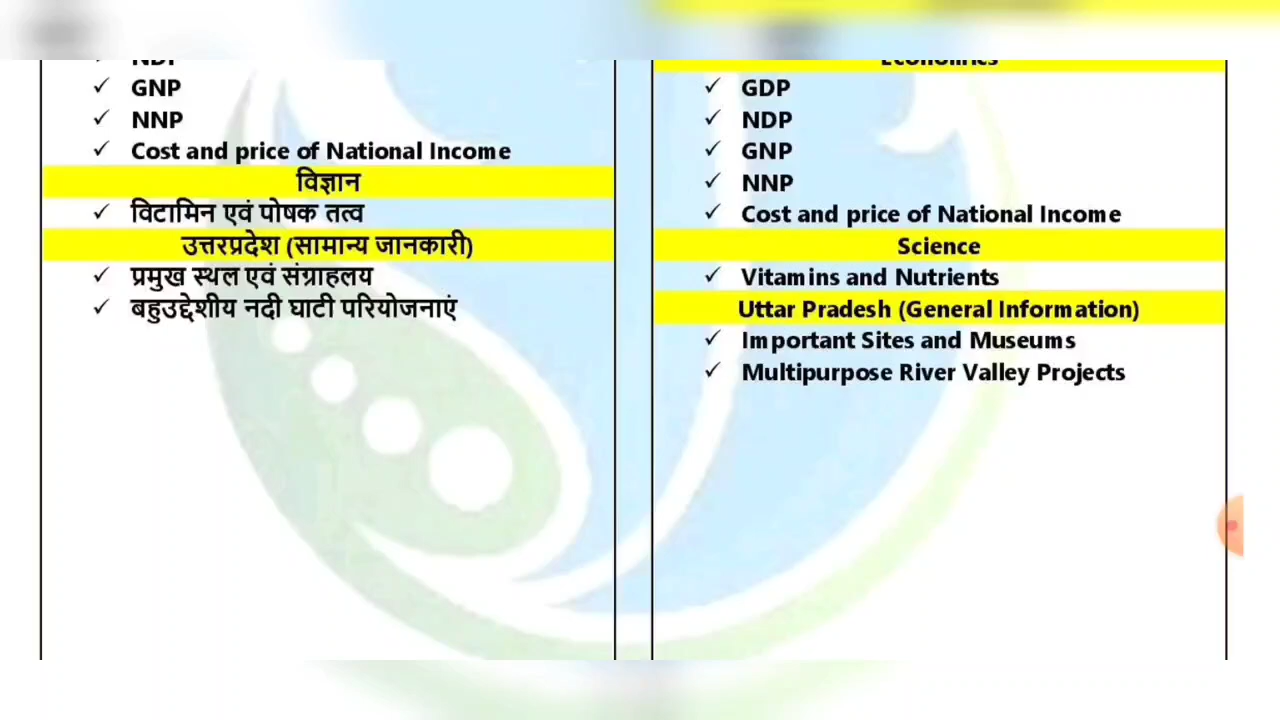 NDP
GNP
NNP
Cost and price of National Income
विज्ञान
विटामिन एवं पोषक तत्व
उत्तरप्रदेश (सामान्य जानकारी)
प्रमुख स्थल एवं संग्राहलय
बहुउद्देशीय नदी घाटी परियोजनाएं
Economics
GDP
NDP
GNP
NNP
Cost and price of National Income
Science
Vitamins and Nutrients
Uttar Pradesh (General Information)
Important Sites and Museums
Multipurpose River Valley Projects